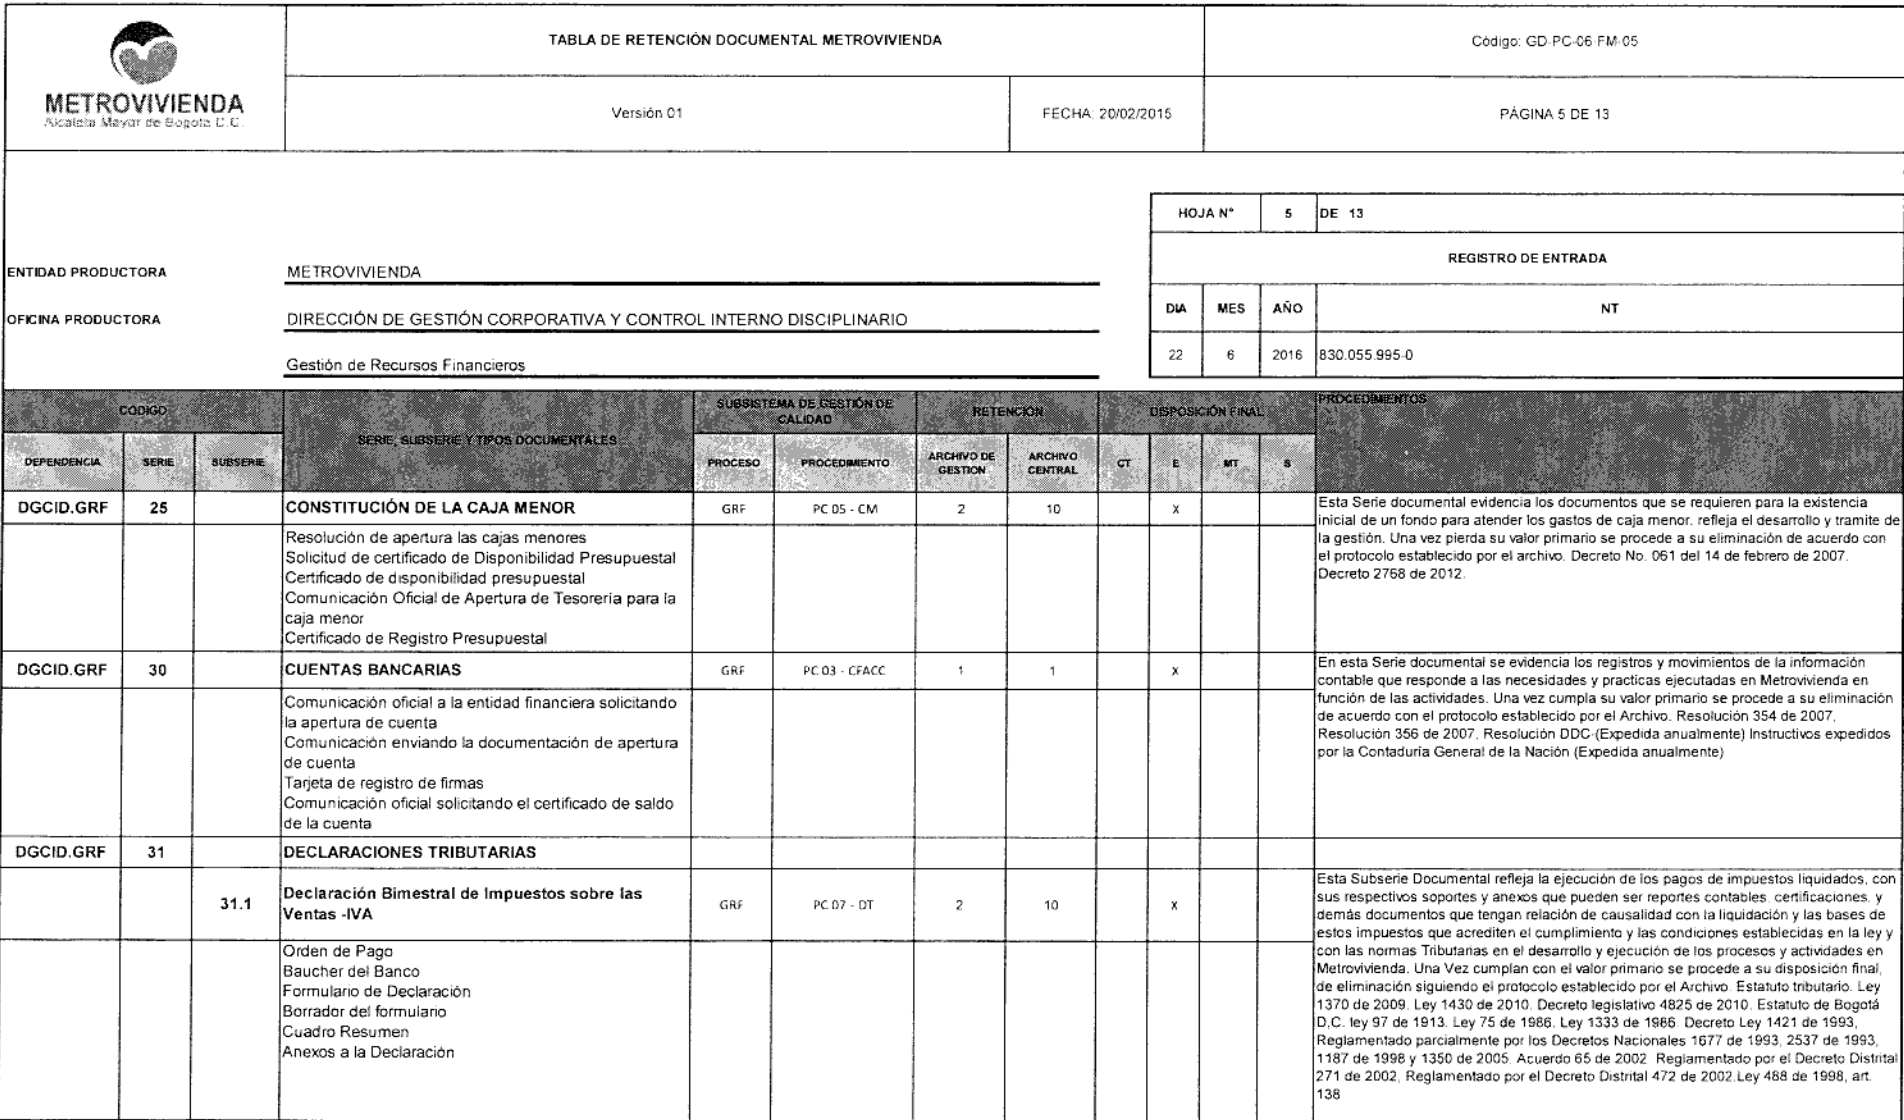 METROVIVIENDA
Alcaldía Mayor de Bogotá D.C.
TABLA DE RETENCIÓN DOCUMENTAL METROVIVIENDA
Código: GD-PC-06-FM-05
Versión 01
FECHA: 20/02/2015
PÁGINA 5 DE 13
HOJA N° 5 DE 13
REGISTRO DE ENTRADA
ENTIDAD PRODUCTORA METROVIVIENDA
DIA MES AÑO NT
OFICINA PRODUCTORA DIRECCIÓN DE GESTIÓN CORPORATIVA Y CONTROL INTERNO DISCIPLINARIO
22 6 2016 830.055.995-0
Gestión de Recursos Financieros
CODIGO
SERIE, SUBSERIE Y TIPOS DOCUMENTALES
SUBSISTEMA DE GESTIÓN DE
CALIDAD
RETENCIÓN
DISPOSICIÓN FINAL
PROCEDIMIENTOS
DEPENDENCIA SERIE SUBSERIE
PROCESO PROCEDIMIENTO
ARCHIVO DE
GESTION
ARCHIVO
CENTRAL
CT E MT S
DGCID.GRF 25 CONSTITUCIÓN DE LA CAJA MENOR GRF PC 05 - CM 2 10 X
Resolución de apertura las cajas menores
Solicitud de certificado de Disponibilidad Presupuestal
Certificado de disponibilidad presupuestal
Comunicación Oficial de Apertura de Tesorería para la
caja menor
Certificado de Registro Presupuestal
Esta Serie documental evidencia los documentos que se requieren para la existencia
inicial de un fondo para atender los gastos de caja menor. refleja el desarrollo y tramite de
la gestión. Una vez pierda su valor primario se procede a su eliminación de acuerdo con
el protocolo establecido por el archivo. Decreto No. 061 del 14 de febrero de 2007.
Decreto 2768 de 2012.
DGCID.GRF 30 CUENTAS BANCARIAS GRF PC 03 - CFACC 1 1 X
Comunicación oficial a la entidad financiera solicitando
la apertura de cuenta
Comunicación enviando la documentación de apertura
de cuenta
Tarjeta de registro de firmas
Comunicación oficial solicitando el certificado de saldo
de la cuenta
En esta Serie documental se evidencia los registros y movimientos de la información
contable que responde a las necesidades y practicas ejecutadas en Metrovivienda en
función de las actividades. Una vez cumpla su valor primario se procede a su eliminación
de acuerdo con el protocolo establecido por el Archivo. Resolución 354 de 2007,
Resolución 356 de 2007, Resolución DDC-(Expedida anualmente) Instructivos expedidos
por la Contaduría General de la Nación (Expedida anualmente)
DGCID.GRF 31 DECLARACIONES TRIBUTARIAS
31.1 Declaración Bimestral de Impuestos sobre las
Ventas -IVA
GRF PC 07 - DT 2 10 X
Orden de Pago
Baucher del Banco
Formulario de Declaración
Borrador del formulario
Cuadro Resumen
Anexos a la Declaración
Esta Subserie Documental refleja la ejecución de los pagos de impuestos liquidados, con
sus respectivos soportes y anexos que pueden ser reportes contables, certificaciones, y
demás documentos que tengan relación de causalidad con la liquidación y las bases de
estos impuestos que acrediten el cumplimiento y las condiciones establecidas en la ley y
con las normas Tributarias en el desarrollo y ejecución de los procesos y actividades en
Metrovivienda. Una Vez cumplan con el valor primario se procede a su disposición final,
de eliminación siguiendo el protocolo establecido por el Archivo. Estatuto tributario. Ley
1370 de 2009. Ley 1430 de 2010. Decreto legislativo 4825 de 2010. Estatuto de Bogotá
D,C. ley 97 de 1913. Ley 75 de 1986. Ley 1333 de 1986. Decreto Ley 1421 de 1993,
Reglamentado parcialmente por los Decretos Nacionales 1677 de 1993, 2537 de 1993,
1187 de 1998 y 1350 de 2005. Acuerdo 65 de 2002 Reglamentado por el Decreto Distrital
271 de 2002, Reglamentado por el Decreto Distrital 472 de 2002.Ley 488 de 1998, art.
138